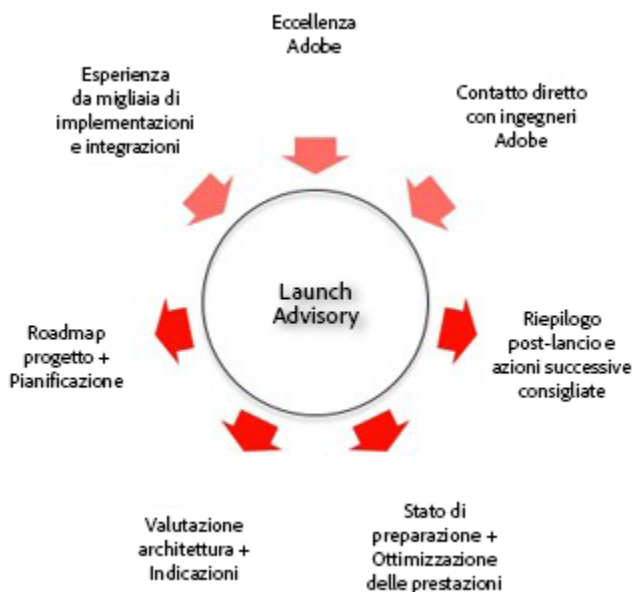 Eccellenza
Adobe
Esperienza
da migliaia di
implementazioni
e integrazioni
Contatto diretto
con ingegneri
Adobe
Launch
Advisory
Roadmap
progetto +
Pianificazione
Riepilogo
post-lancio e
azioni successive
consigliate
Valutazione
architettura +
Indicazioni
Stato di
preparazione +
Ottimizzazione
delle prestazioni